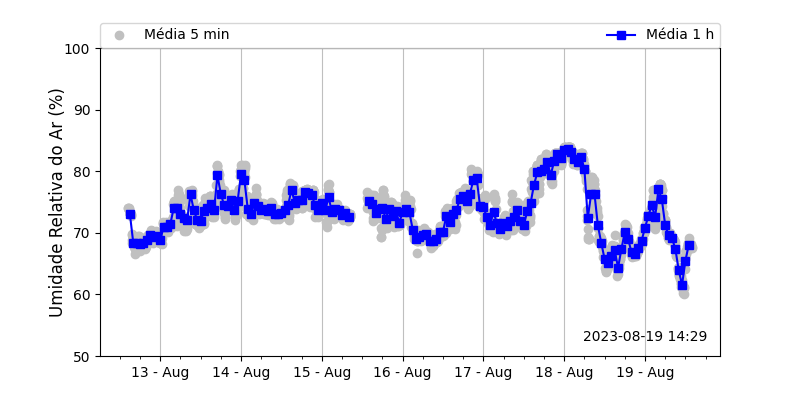 Média 5 min
Média 1 h
Umidade Relativa do Ar (%)
100
90
80
70
60
50
2023-08-19 14:29
13 - Aug
14 - Aug
15 - Aug
16 - Aug
17 - Aug
18 - Aug
19 - Aug